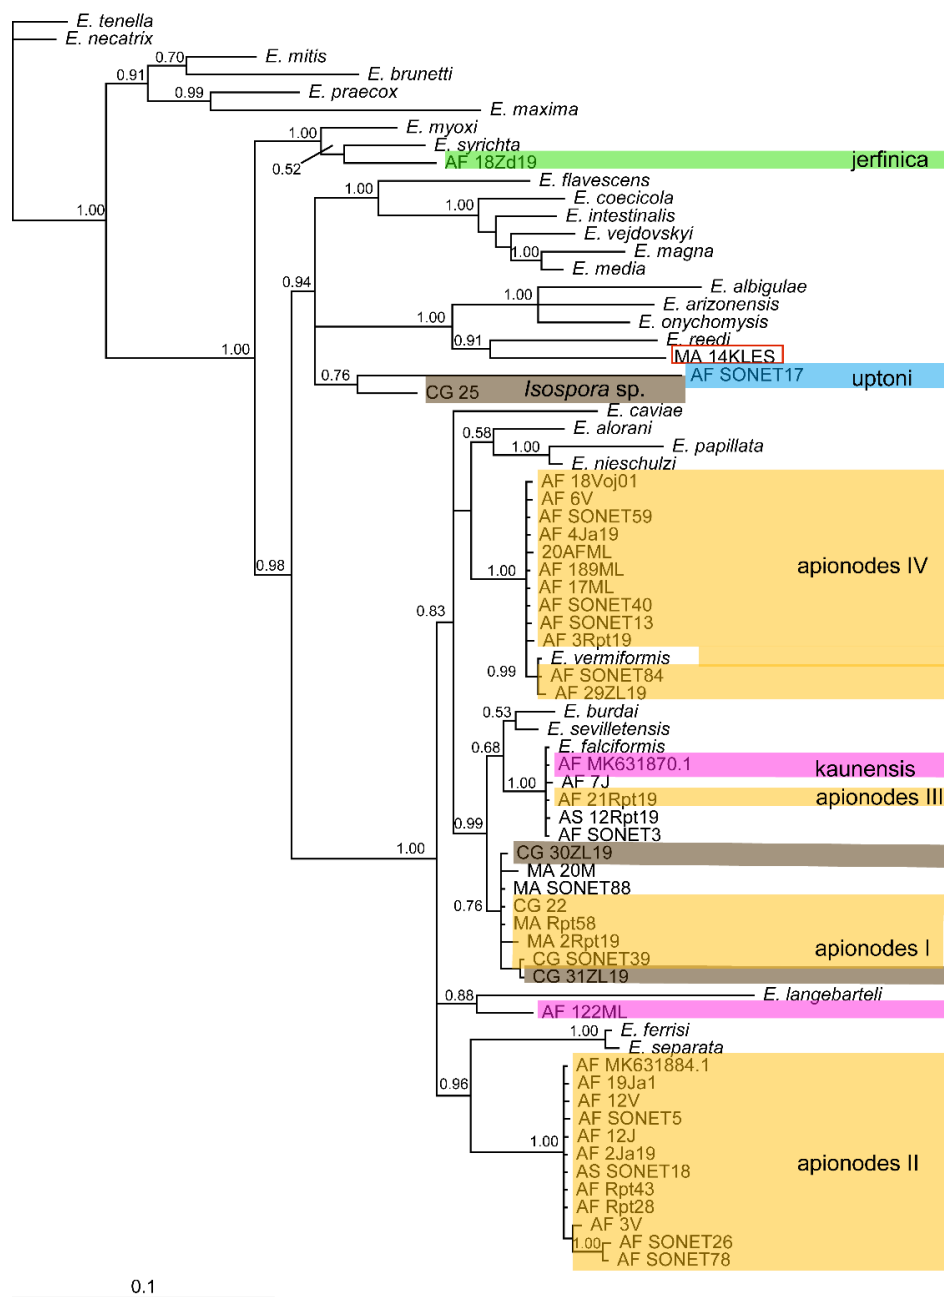 E. tenella
E. necatrix
0.70
E. mitis
0.91
E. brunetti
0.99
E. praecox
E. maxima
1.00
E. myoxi
E. syrichta
0.52
AF 18Zd19
jerfinica
1.00
E. flavescens
1.00
E. coecicola
1.00
E. intestinalis
E. vejdovskyi
1.00
E. magna
E. media
0.94
E. albigulae
1.00
E. arizonensis
1.00
E. onychomysis
0.91
E. reedi
1.00
MA 14KLES
0.76
AF SONET17
uptoni
CG 25
Isospora sp.
E. caviae
0.58
E. alorani
1.00
E. papillata
E. nieschulzi
AF 18Voj01
AF 6V
AF SONET59
AF 4Ja19
20AFML
apionodes IV
0.98
1.00
AF 189ML
AF 17ML
AF SONET40
0.83
AF SONET13
AF 3Rpt19
E. vermiformis
0.99
AF SONET84
AF 29ZL19
0.53
E. burdai
E. sevilletensis
0.68
E. falciformis
AF MK631870.1
kaunensis
1.00
AF 7J
AF 21Rpt19
apionodes III
0.99
AS 12Rpt19
AF SONET3
1.00
CG 30ZL19
MA 20M
MA SONET88
0.76
CG 22
MA Rpt58
MA 2Rpt19
apionodes I
CG SONET39
CG 31ZL19
0.88
E. langebarteli
AF 122ML
1.00
E. ferrisi
E. separata
AF MK631884.1
0.96
AF 19Ja1
AF 12V
AF SONET5
AF 12J
1.00
AF 2Ja19
apionodes II
AS SONET18
AF Rpt43
AF Rpt28
AF 3V
1.00
AF SONET26
AF SONET78
0.1